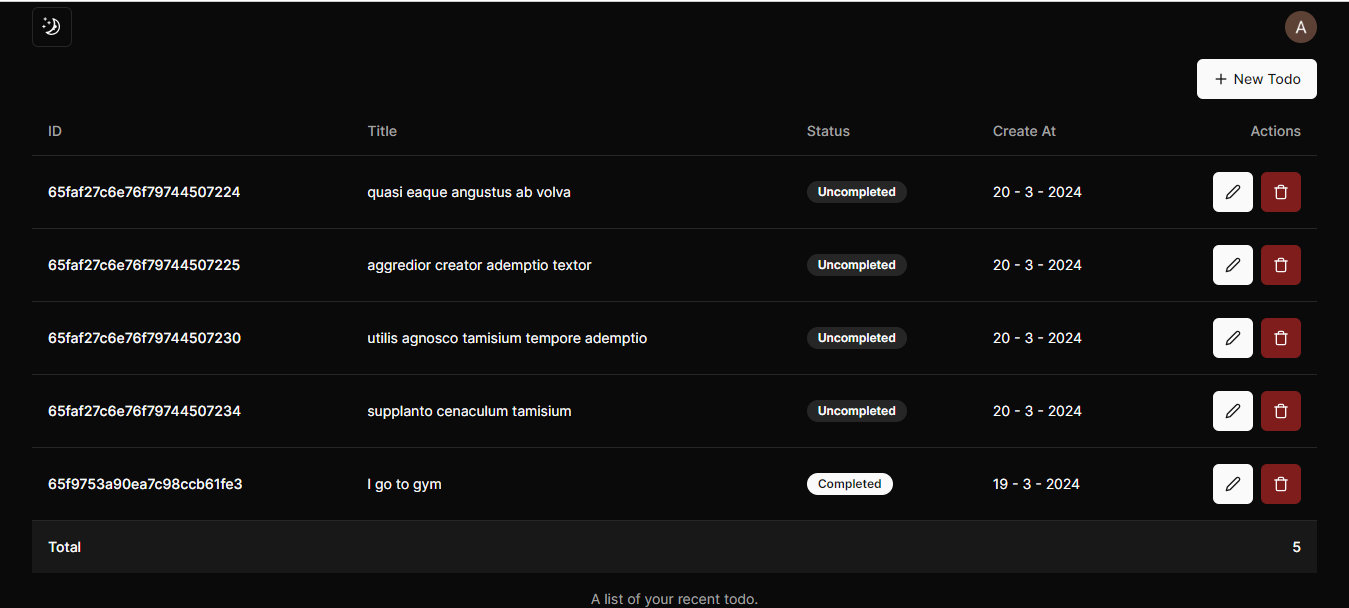 A
+ New Todo
ID Title Status Create At Actions
65faf27c6e76f79744507224 quasi eaque angustus ab volva Uncompleted 20 - 3 - 2024
65faf27c6e76f79744507225 aggredior creator ademptio textor Uncompleted 20 - 3 - 2024
65faf27c6e76f79744507230 utilis agnosco tamisium tempore ademptio Uncompleted 20 - 3 - 2024
65faf27c6e76f79744507234 supplanto cenaculum tamisium Uncompleted 20 - 3 - 2024
65f9753a90ea7c98ccb61fe3 I go to gym Completed 19 - 3 - 2024
Total 5
A list of your recent todo.